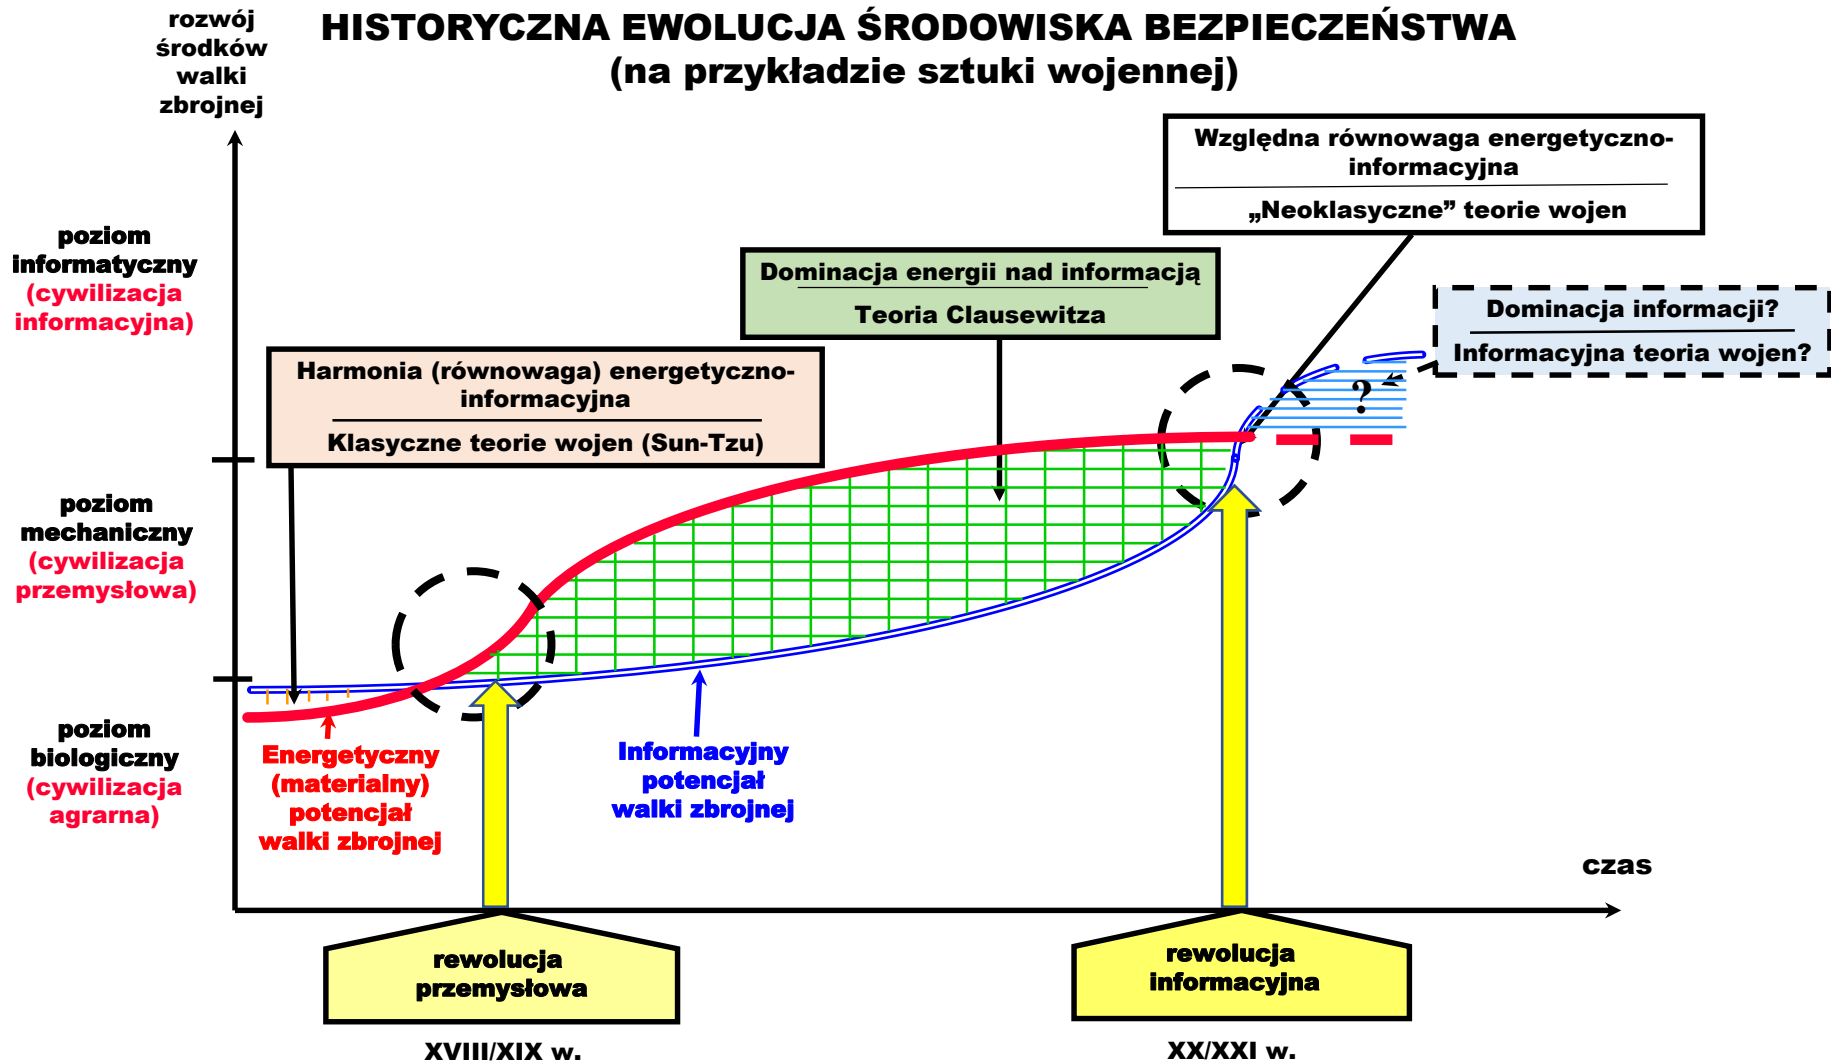 HISTORYCZNA EWOLUCJA ŚRODOWISKA BEZPIECZEŃSTWA
(na przykładzie sztuki wojennej)
rozwój
środków
walki
zbrojnej
Względna równowaga energetyczno-
informacyjna
„Neoklasyczne” teorie wojen
poziom
informatyczny
(cywilizacja
informacyjna)
Dominacja energii nad informacją
Teoria Clausewitza
Dominacja informacji?
Informacyjna teoria wojen?
Harmonia (równowaga) energetyczno-
informacyjna
Klasyczne teorie wojen (Sun-Tzu)
?
poziom
mechaniczny
(cywilizacja
przemysłowa)
poziom
biologiczny
(cywilizacja
agrarna)
Energetyczny
(materialny)
potencjał
walki zbrojnej
Informacyjny
potencjał
walki zbrojnej
czas
rewolucja
przemysłowa
rewolucja
informacyjna
XVIII/XIX w.
XX/XXI w.